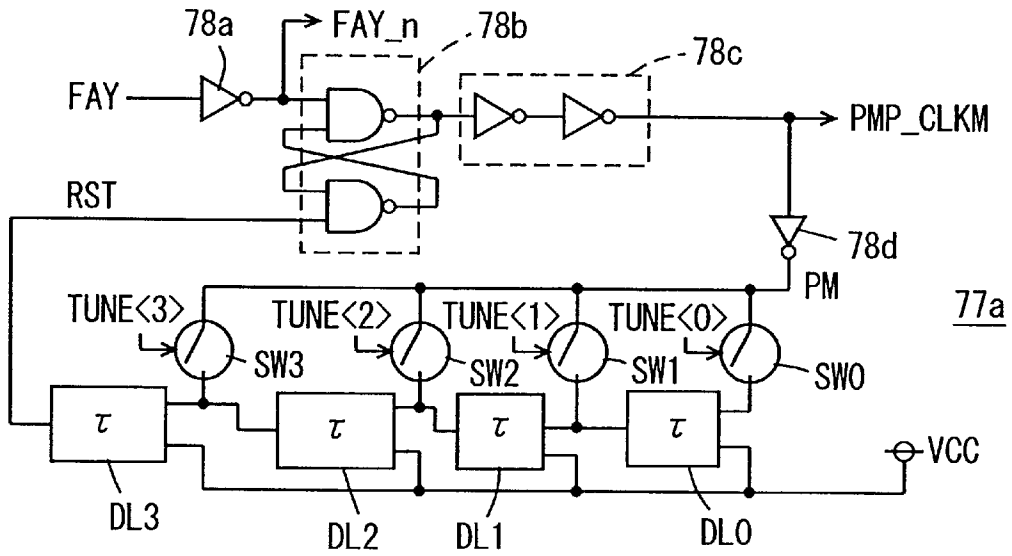 78a
FAY_n
78b
78c
FAY
PMP_CLKM
RST
78d
PM
77a
TUNE<3>
TUNE<2>
TUNE<1>
TUNE<0>
SW3
SW2
SW1
SW0
τ
τ
τ
τ
VCC
DL3
DL2
DL1
DL0